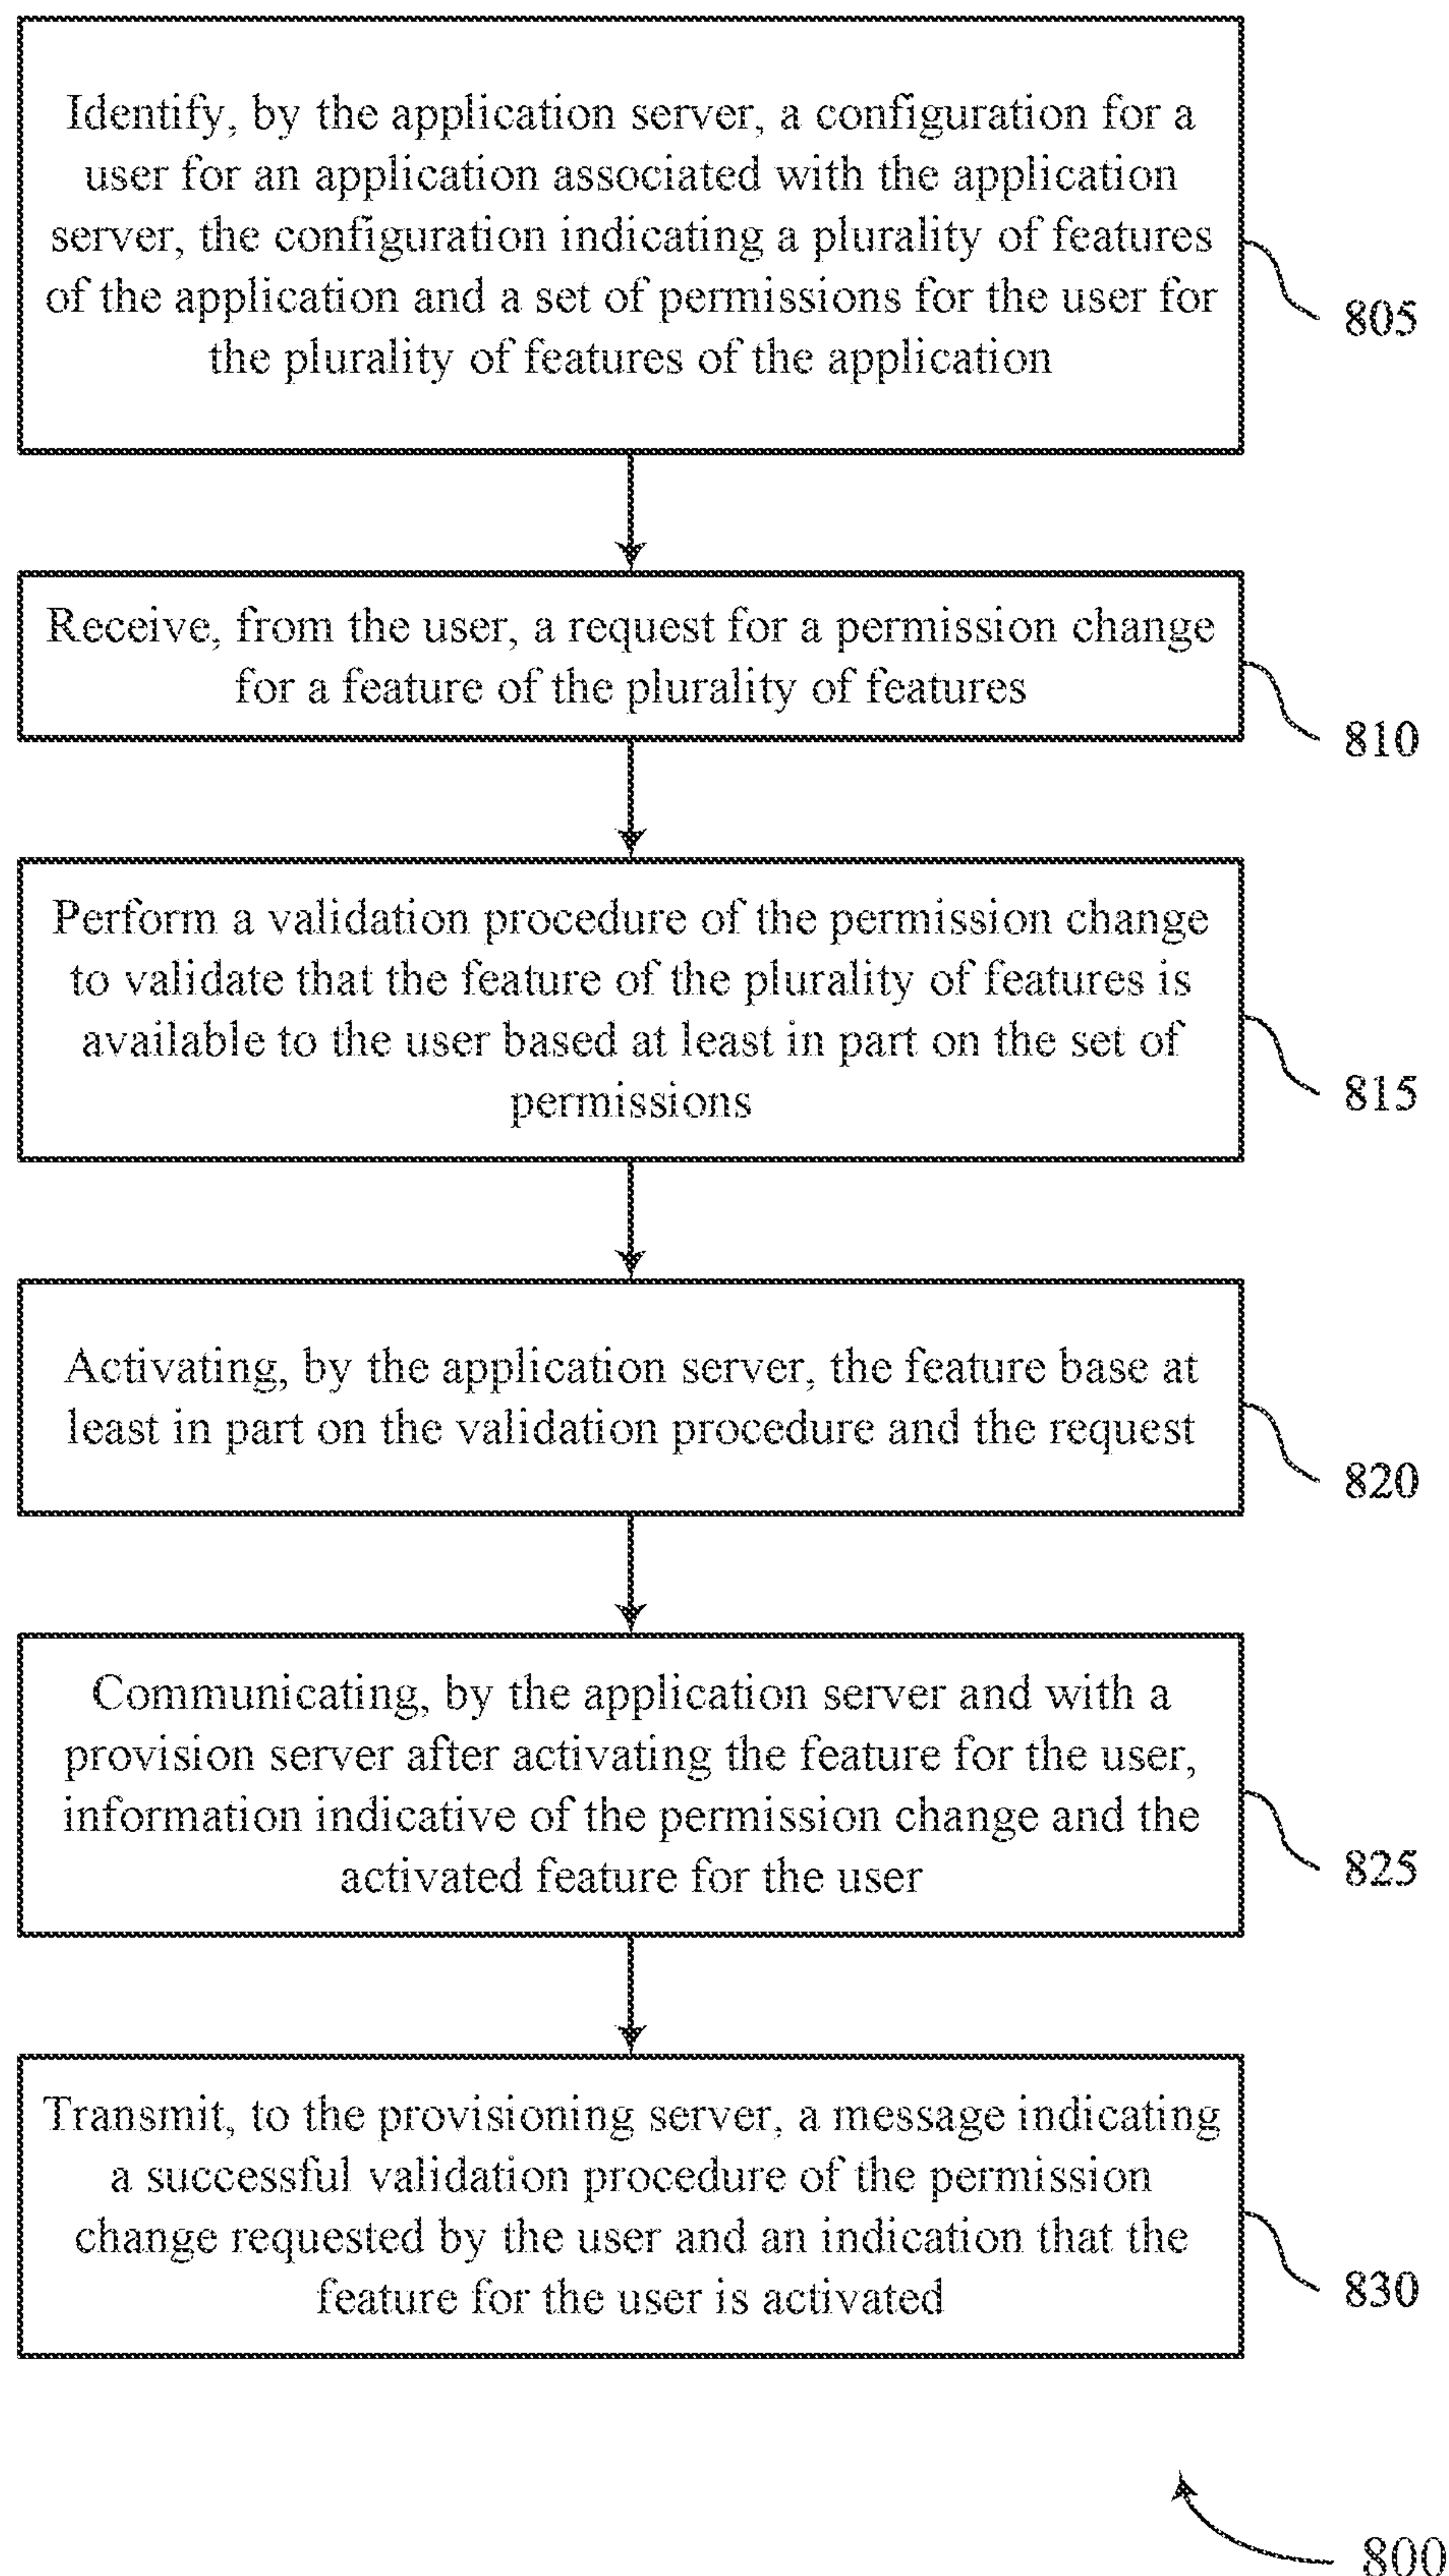 Identify, by the application server, a configuration for a
user for an application associated with the application
server, the configuration indicating a plurality of features
of the application and a set of permissions for the user for
the plurality of features of the application
805
Receive, from the user, a request for a permission change
for a feature of the plurality of features
810
Perform a validation procedure of the permission change
to validate that the feature of the plurality of features is
available to the user based at least in part on the set of
permissions
815
Activating, by the application server, the feature base at
least in part on the validation procedure and the request
820
Communicating, by the application server and with a
provision server after activating the feature for the user,
information indicative of the permission change and the
activated feature for the user
825
Transmit, to the provisioning server, a message indicating
a successful validation procedure of the permission
change requested by the user and an indication that the
feature for the user is activated
830
800